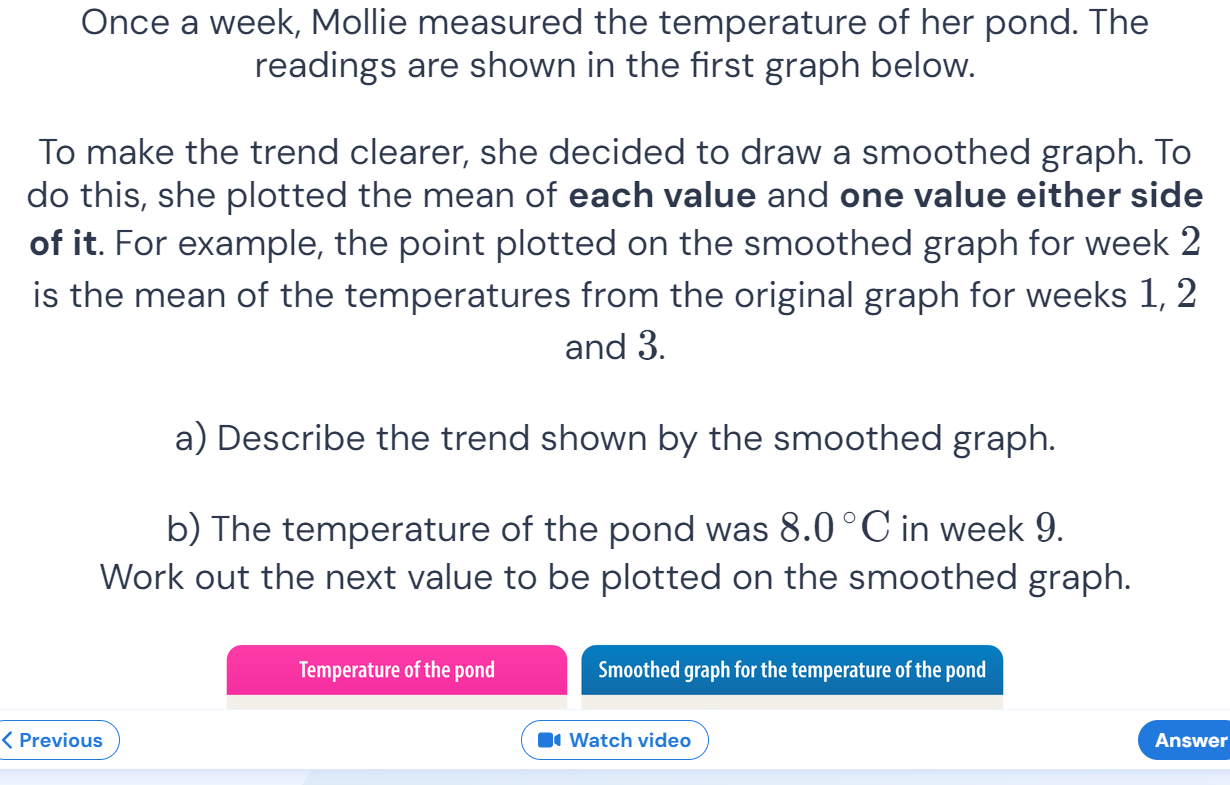 Once a week, Mollie measured the temperature of her pond. The
readings are shown in the first graph below.
To make the trend clearer, she decided to draw a smoothed graph. To
do this, she plotted the mean of each value and one value either side
of it. For example, the point plotted on the smoothed graph for week 2
is the mean of the temperatures from the original graph for weeks 1, 2
and 3.
a) Describe the trend shown by the smoothed graph.
b) The temperature of the pond was 8.0 °C in week 9.
Work out the next value to be plotted on the smoothed graph.
Temperature of the pond
Smoothed graph for the temperature of the pond
< Previous
Watch video
Answer